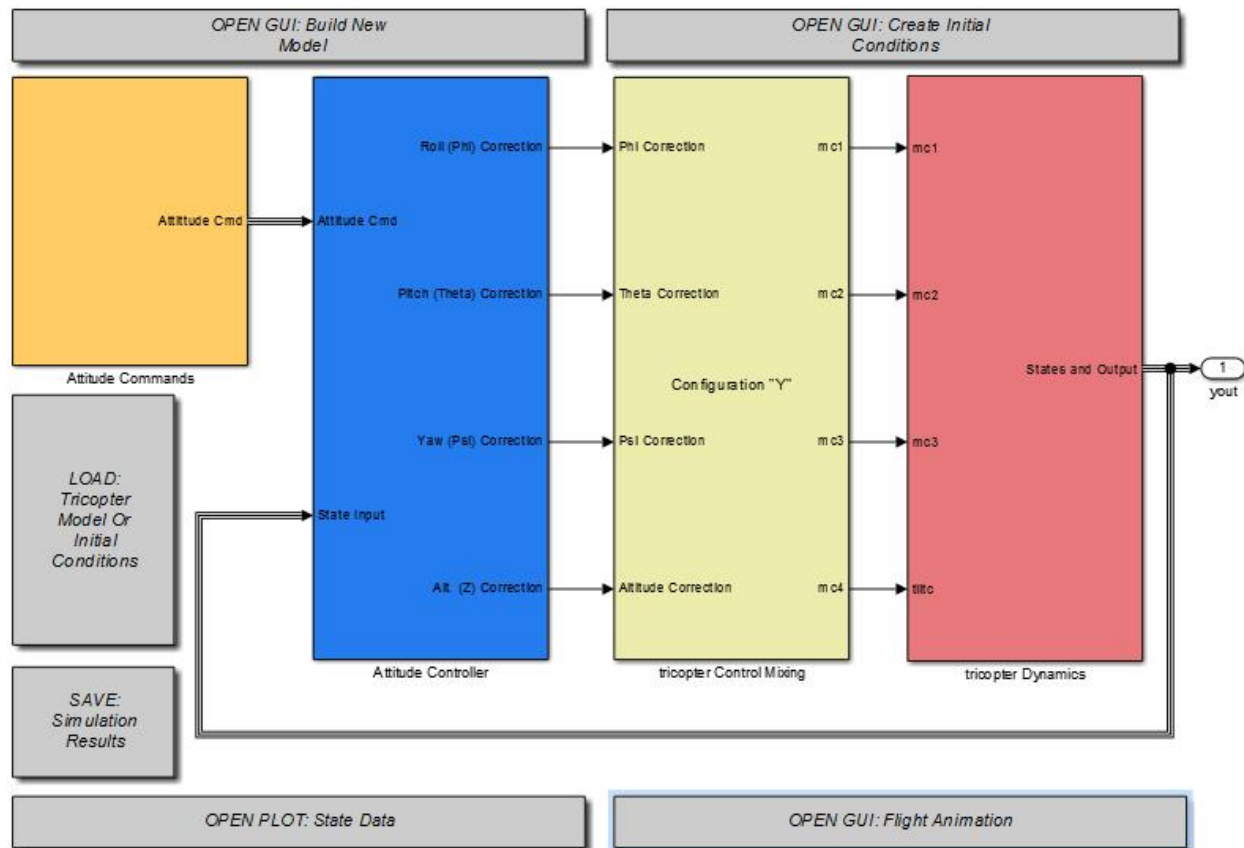 OPEN GUI: Build New
Model
OPEN GUI: Create Initial
Conditions
Attittude Cmd
Attitude Commands
Roll (Phi) Correction
Attitude Cmd
Pitch (Theta) Correction
Yaw (Psi) Correction
State Input
Alt. (Z) Correction
Attitude Controller
Phi Correction
mc1
Theta Correction
mc2
Configuration "Y"
Psi Correction
mc3
Altitude Correction
mc4
tricopter Control Mixing
mc1
mc2
States and Output
mc3
tiltc
tricopter Dynamics
1
yout
LOAD:
Tricopter
Model Or
Initial
Conditions
SAVE:
Simulation
Results
OPEN PLOT: State Data
OPEN GUI: Flight Animation